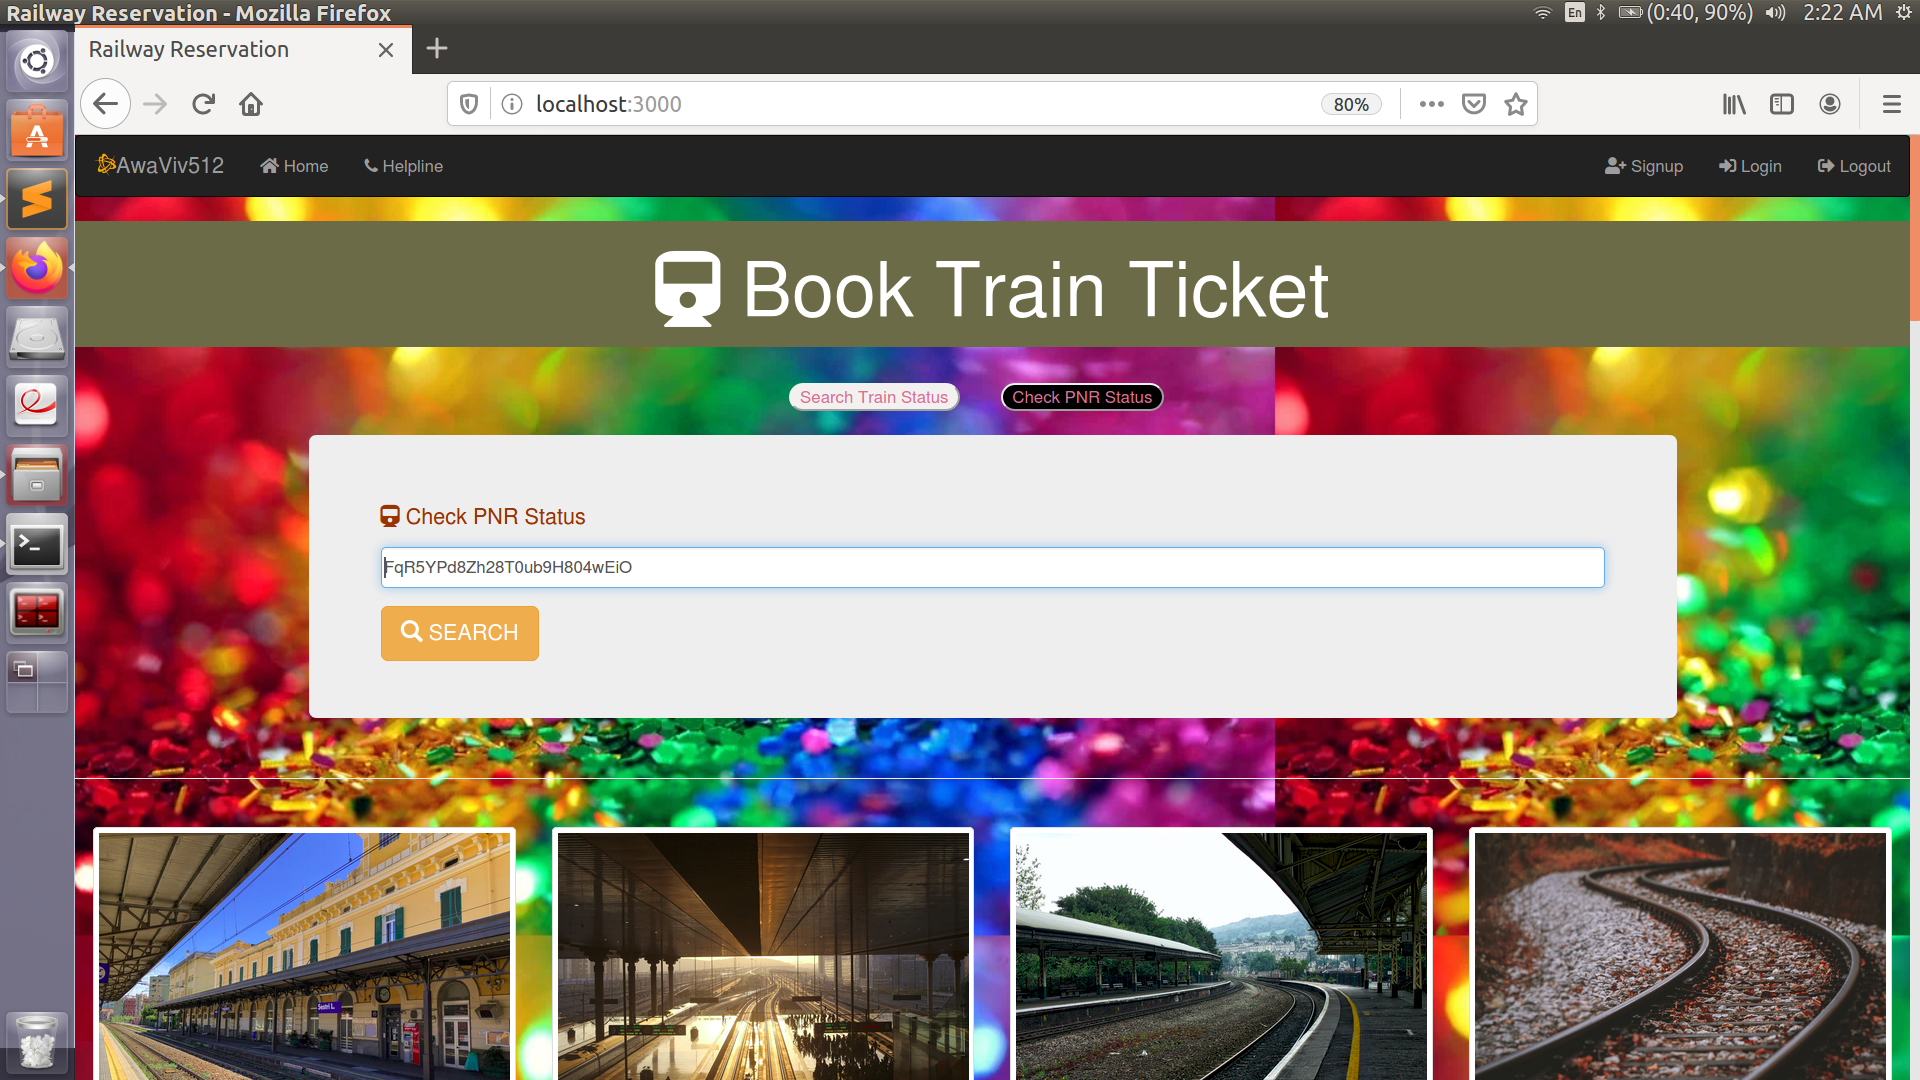 Railway Reservation - Mozilla Firefox
En
(0:40, 90%)
2:22 AM
Railway Reservation
localhost:3000
80%
AwaViv512
Home
Helpline
Signup
Login
Logout
Book Train Ticket
Search Train Status
Check PNR Status
Check PNR Status
FqR5YPd8Zh28T0ub9H804wEiO
SEARCH
Sestri L.